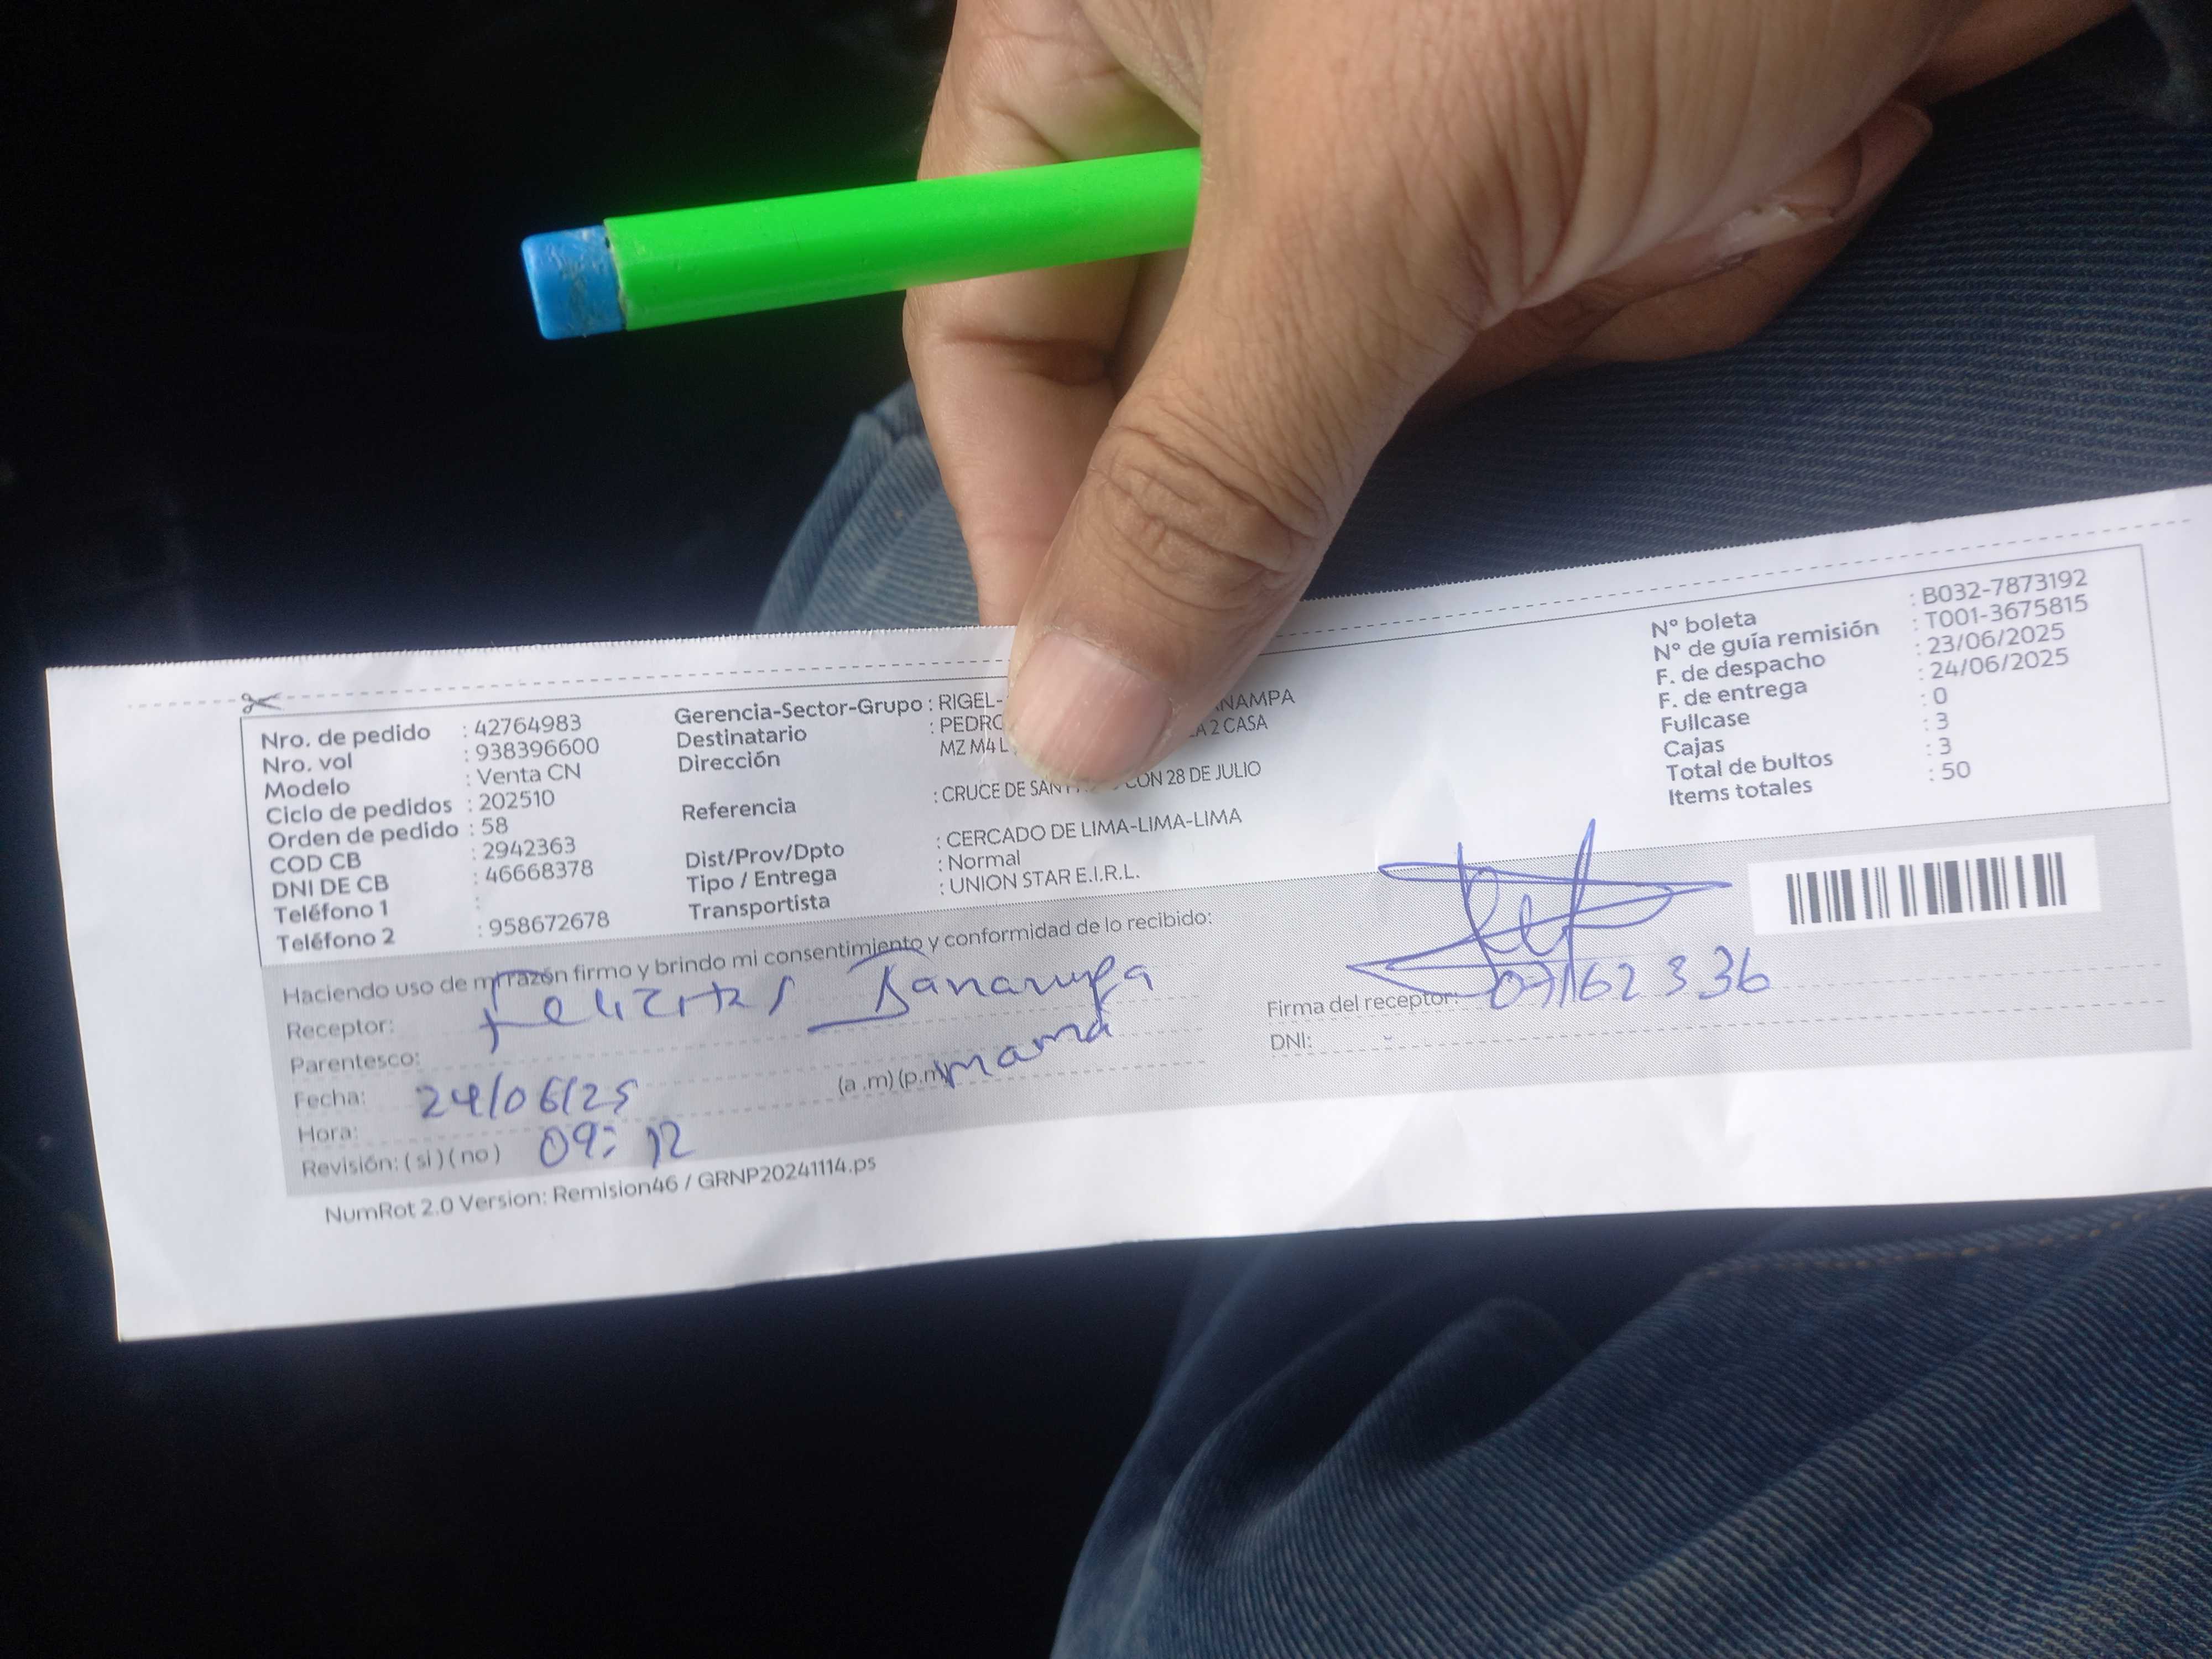 Nro. de pedido : 42764983
Nro. vol : 938396600
Modelo : Venta CN
Ciclo de pedidos : 202510
Orden de pedido : 58
COD CB : 2942363
DNI DE CB : 46668378
Teléfono 1 :
Teléfono 2 : 958672678
Gerencia-Sector-Grupo : RIGEL-
Destinatario : PEDRO
Dirección MZ M4 L 2 CASA
Referencia : CRUCE DE CON 28 DE JULIO
Dist/Prov/Dpto : CERCADO DE LIMA-LIMA-LIMA
Tipo / Entrega : Normal
Transportista : UNION STAR E.I.R.L.
N° boleta : B032-7873192
N° de guía remisión : T001-3675815
F. de despacho : 23/06/2025
F. de entrega : 24/06/2025
Fullcase : 0
Cajas : 3
Total de bultos : 3
Items totales : 50
Haciendo uso de mi razón firmo y brindo mi consentimiento y conformidad de lo recibido:
Receptor: Felicitas
Parentesco: mamá
Fecha: 24/06/25 (a .m) (p.m)
Hora: 09:12
Revisión: ( si ) ( no )
Firma del receptor: 07162336
DNI:
NumRot 2.0 Version: Remision46 / GRNP20241114.ps